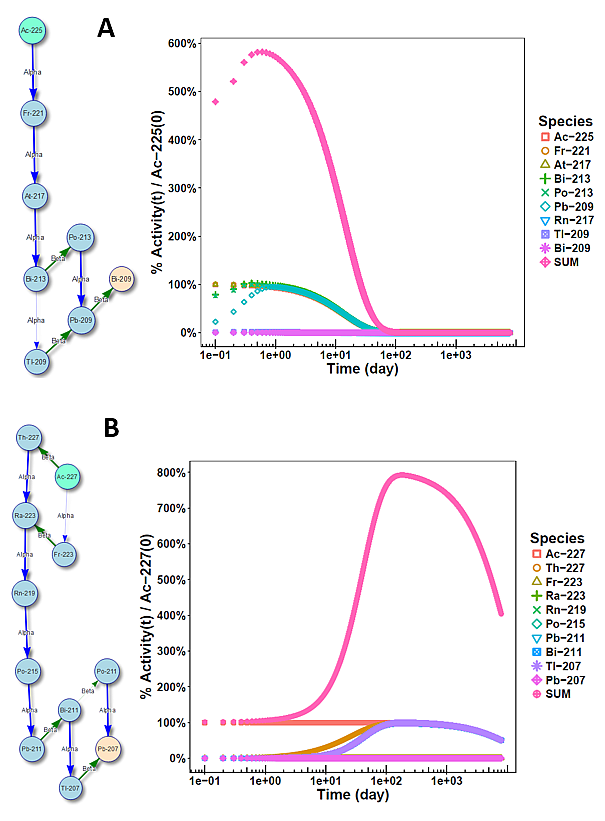 A
Ac-225
Alpha
Fr-221
Alpha
At-217
Alpha
Po-213
Beta
Bi-213
Alpha
Bi-209
Beta
Alpha
Pb-209
Beta
Tl-209
% Activity(t) / Ac−225(0)
600%
500%
400%
300%
200%
100%
0%
1e−01 1e+00 1e+01 1e+02 1e+03
Time (day)
Species
Ac−225
Fr−221
At−217
Bi−213
Po−213
Pb−209
Rn−217
Tl−209
Bi−209
SUM
B
Th-227
Beta
Ac-227
Alpha
Alpha
Ra-223
Beta
Fr-223
Alpha
Rn-219
Alpha
Po-215
Po-211
Beta
Alpha
Bi-211
Alpha
Beta
Pb-211
Alpha
Pb-207
Beta
Tl-207
% Activity(t) / Ac−227(0)
800%
700%
600%
500%
400%
300%
200%
100%
0%
1e−01 1e+00 1e+01 1e+02 1e+03
Time (day)
Species
Ac−227
Th−227
Fr−223
Ra−223
Rn−219
Po−215
Pb−211
Bi−211
Tl−207
Pb−207
SUM